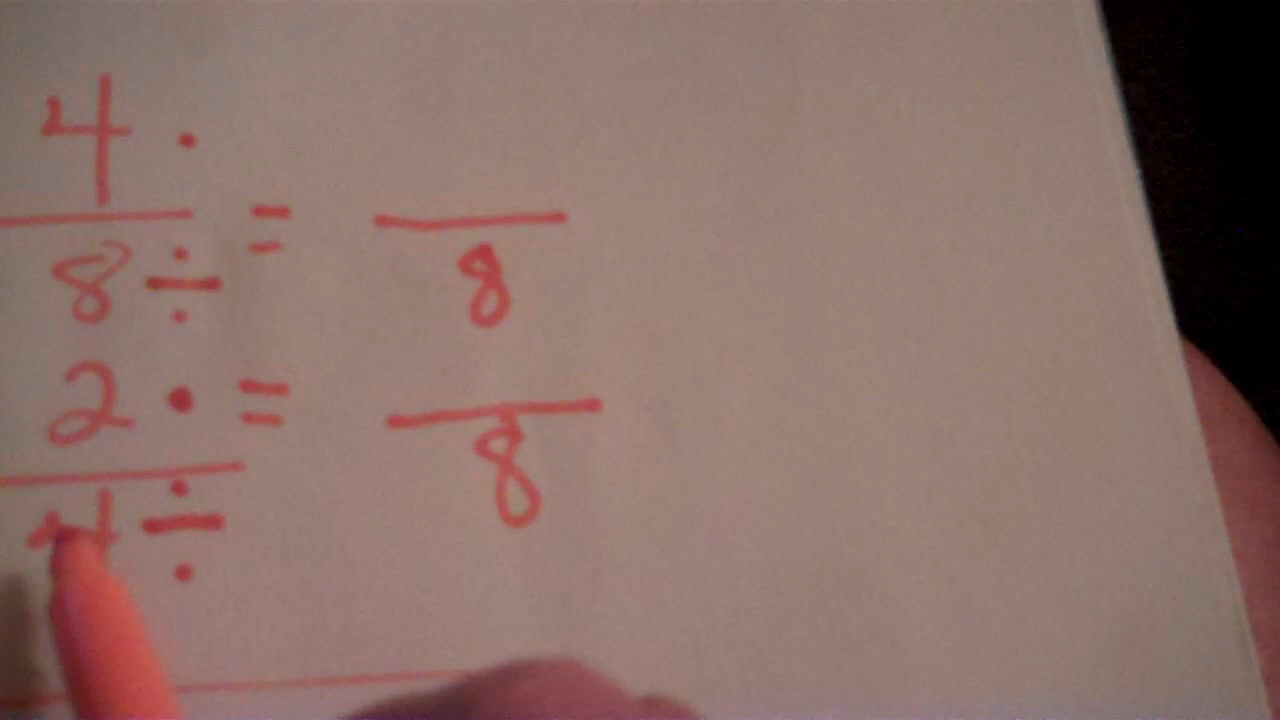 4 ·
8 ÷ = 8
2 · =
4 ÷ 8